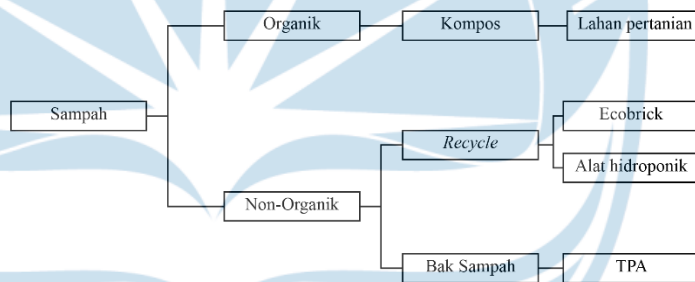 Organik
Kompos
Lahan pertanian
Sampah
Ecobrick
Recycle
Alat hidroponik
Non-Organik
Bak Sampah
TPA